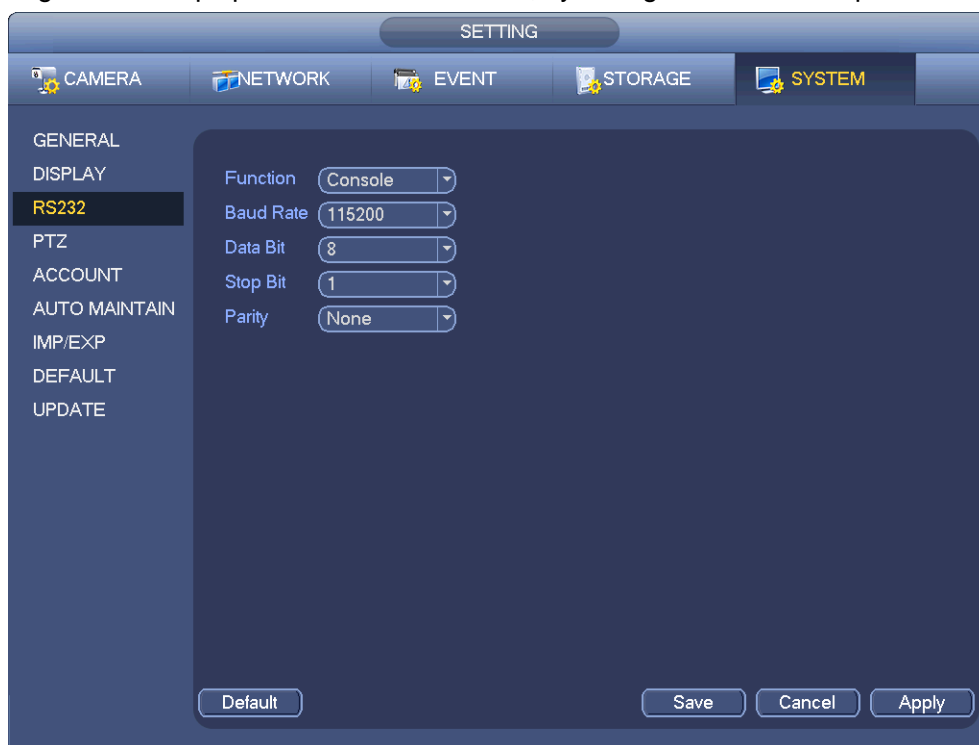 SETTING
CAMERA NETWORK EVENT STORAGE SYSTEM
GENERAL
DISPLAY
RS232
PTZ
ACCOUNT
AUTO MAINTAIN
IMP/EXP
DEFAULT
UPDATE
Function Console
Baud Rate 115200
Data Bit 8
Stop Bit 1
Parity None
Default Save Cancel Apply